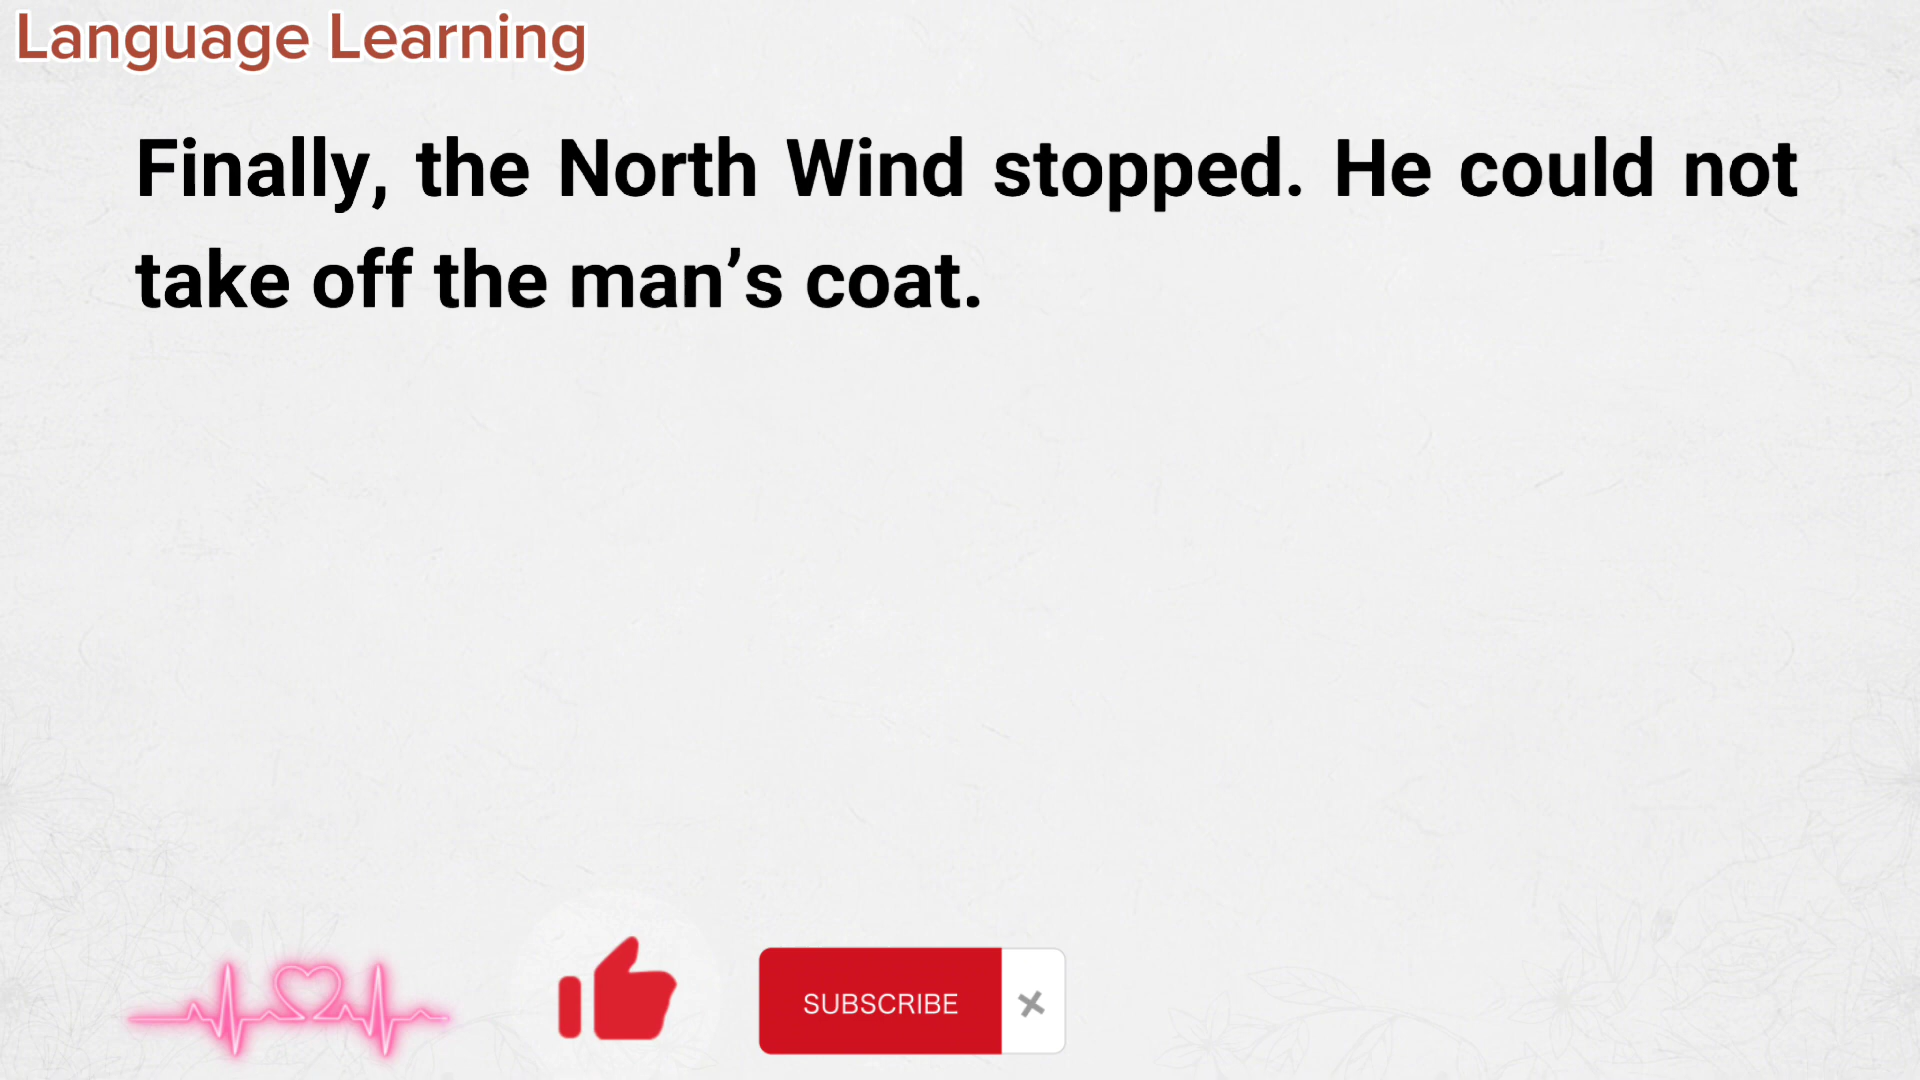 Language Learning
Finally, the North Wind stopped. He could not
take off the man’s coat.
SUBSCRIBE